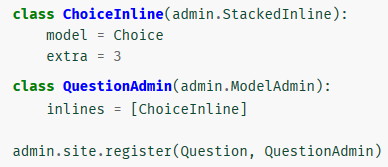 class ChoiceInline(admin.StackedInline):
    model = Choice
    extra = 3
class QuestionAdmin(admin.ModelAdmin):
    inlines = [ChoiceInline]
admin.site.register(Question, QuestionAdmin)